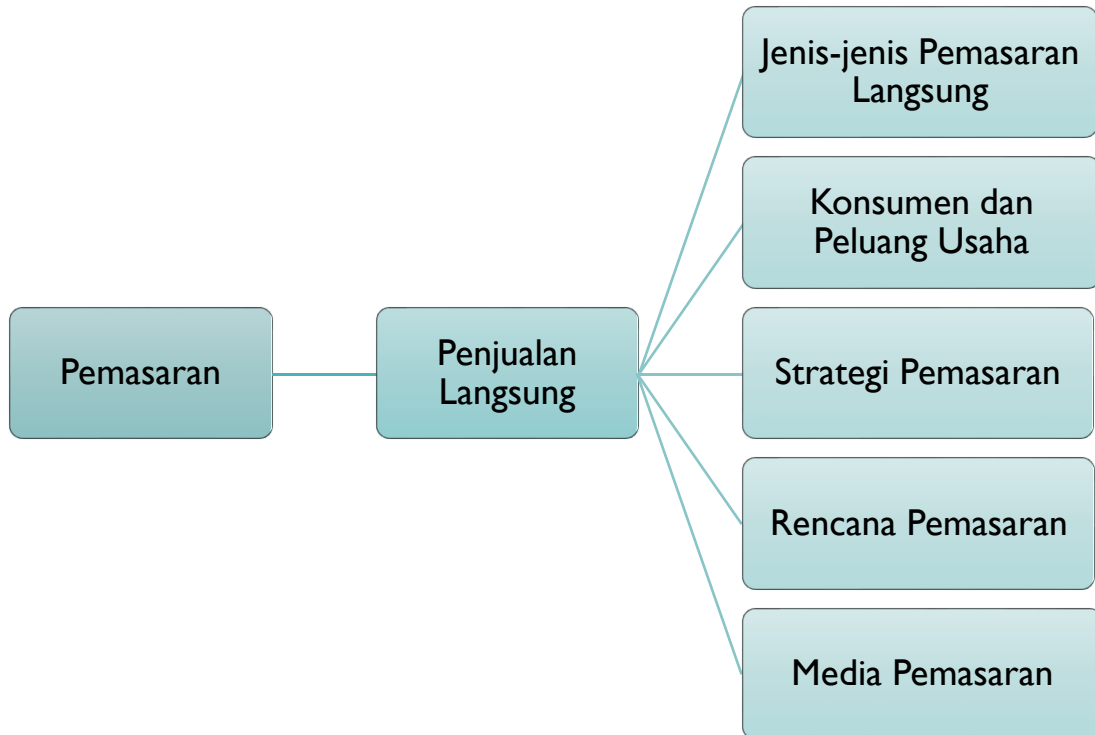 Pemasaran
Penjualan
Langsung
Jenis-jenis Pemasaran
Langsung
Konsumen dan
Peluang Usaha
Strategi Pemasaran
Rencana Pemasaran
Media Pemasaran